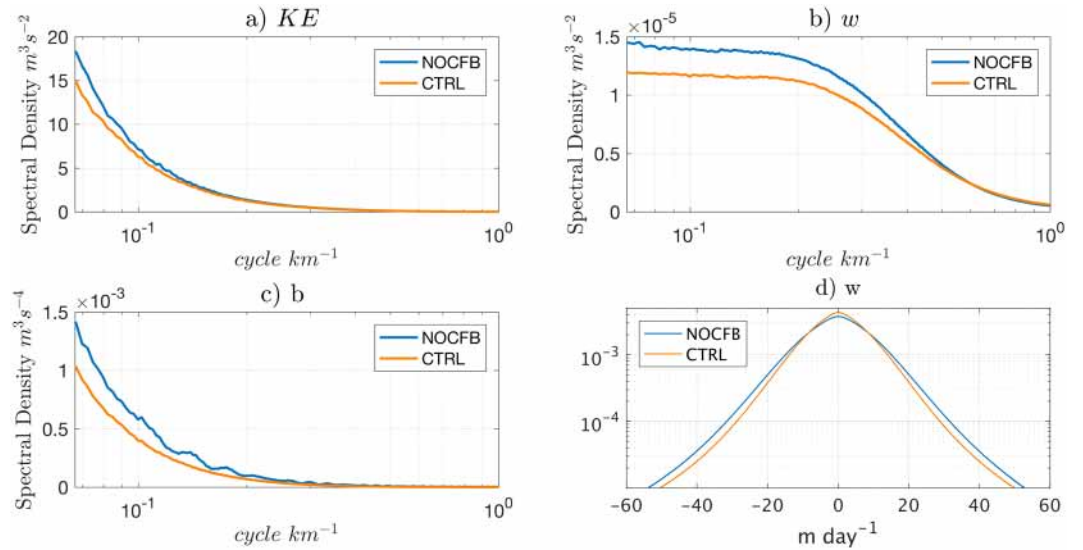 a) KE
Spectral Density m³s⁻²
20
15
10
5
0
NOCFB
CTRL
10⁻¹
10⁰
cycle km⁻¹
b) w
×10⁻⁵
Spectral Density m³s⁻²
1.5
1
0.5
0
NOCFB
CTRL
10⁻¹
10⁰
cycle km⁻¹
c) b
×10⁻³
Spectral Density m³s⁻⁴
1.5
1
0.5
0
NOCFB
CTRL
10⁻¹
10⁰
cycle km⁻¹
d) w
NOCFB
CTRL
10⁻³
10⁻⁴
−60 −40 −20 0 20 40 60
m day⁻¹